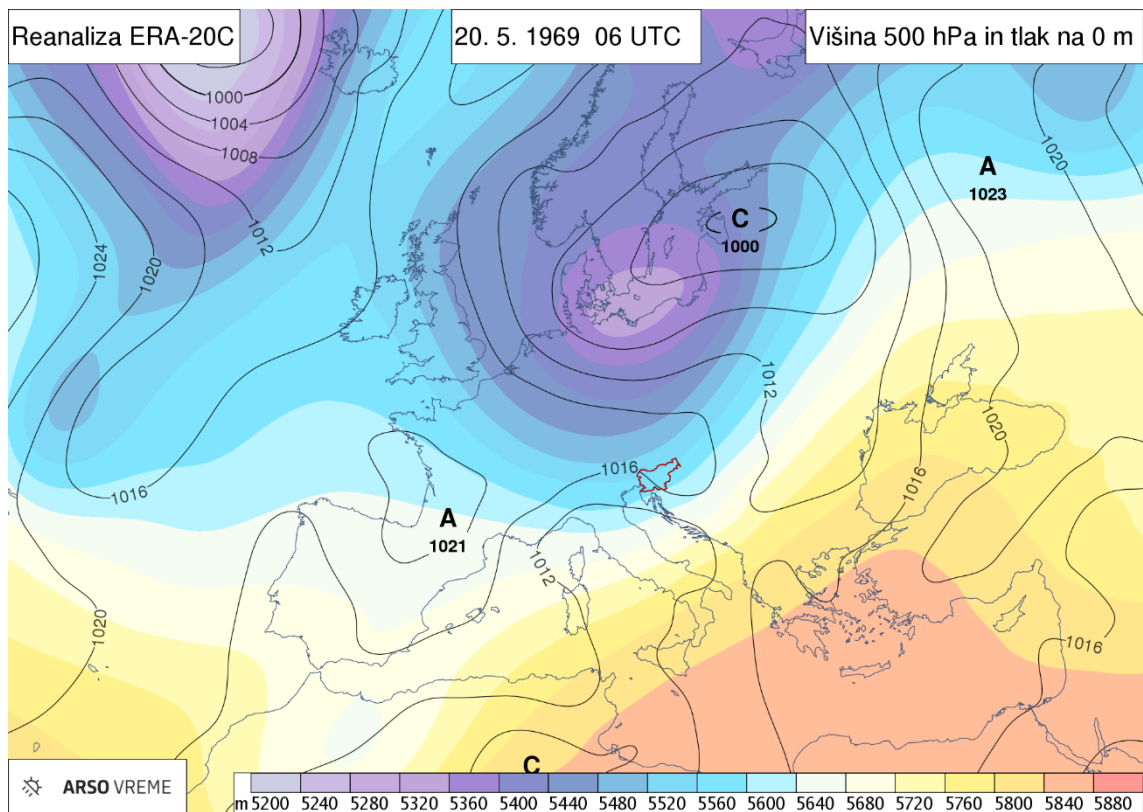 Reanaliza ERA-20C
20. 5. 1969 06 UTC
Višina 500 hPa in tlak na 0 m
1000
1004
1008
1012
1024
1020
1016
1020
C
1000
A
1023
1020
1012
1016
1020
1016
A
1021
1012
1016
C
ARSO VREME
m 5200 5240 5280 5320 5360 5400 5440 5480 5520 5560 5600 5640 5680 5720 5760 5800 5840 5880